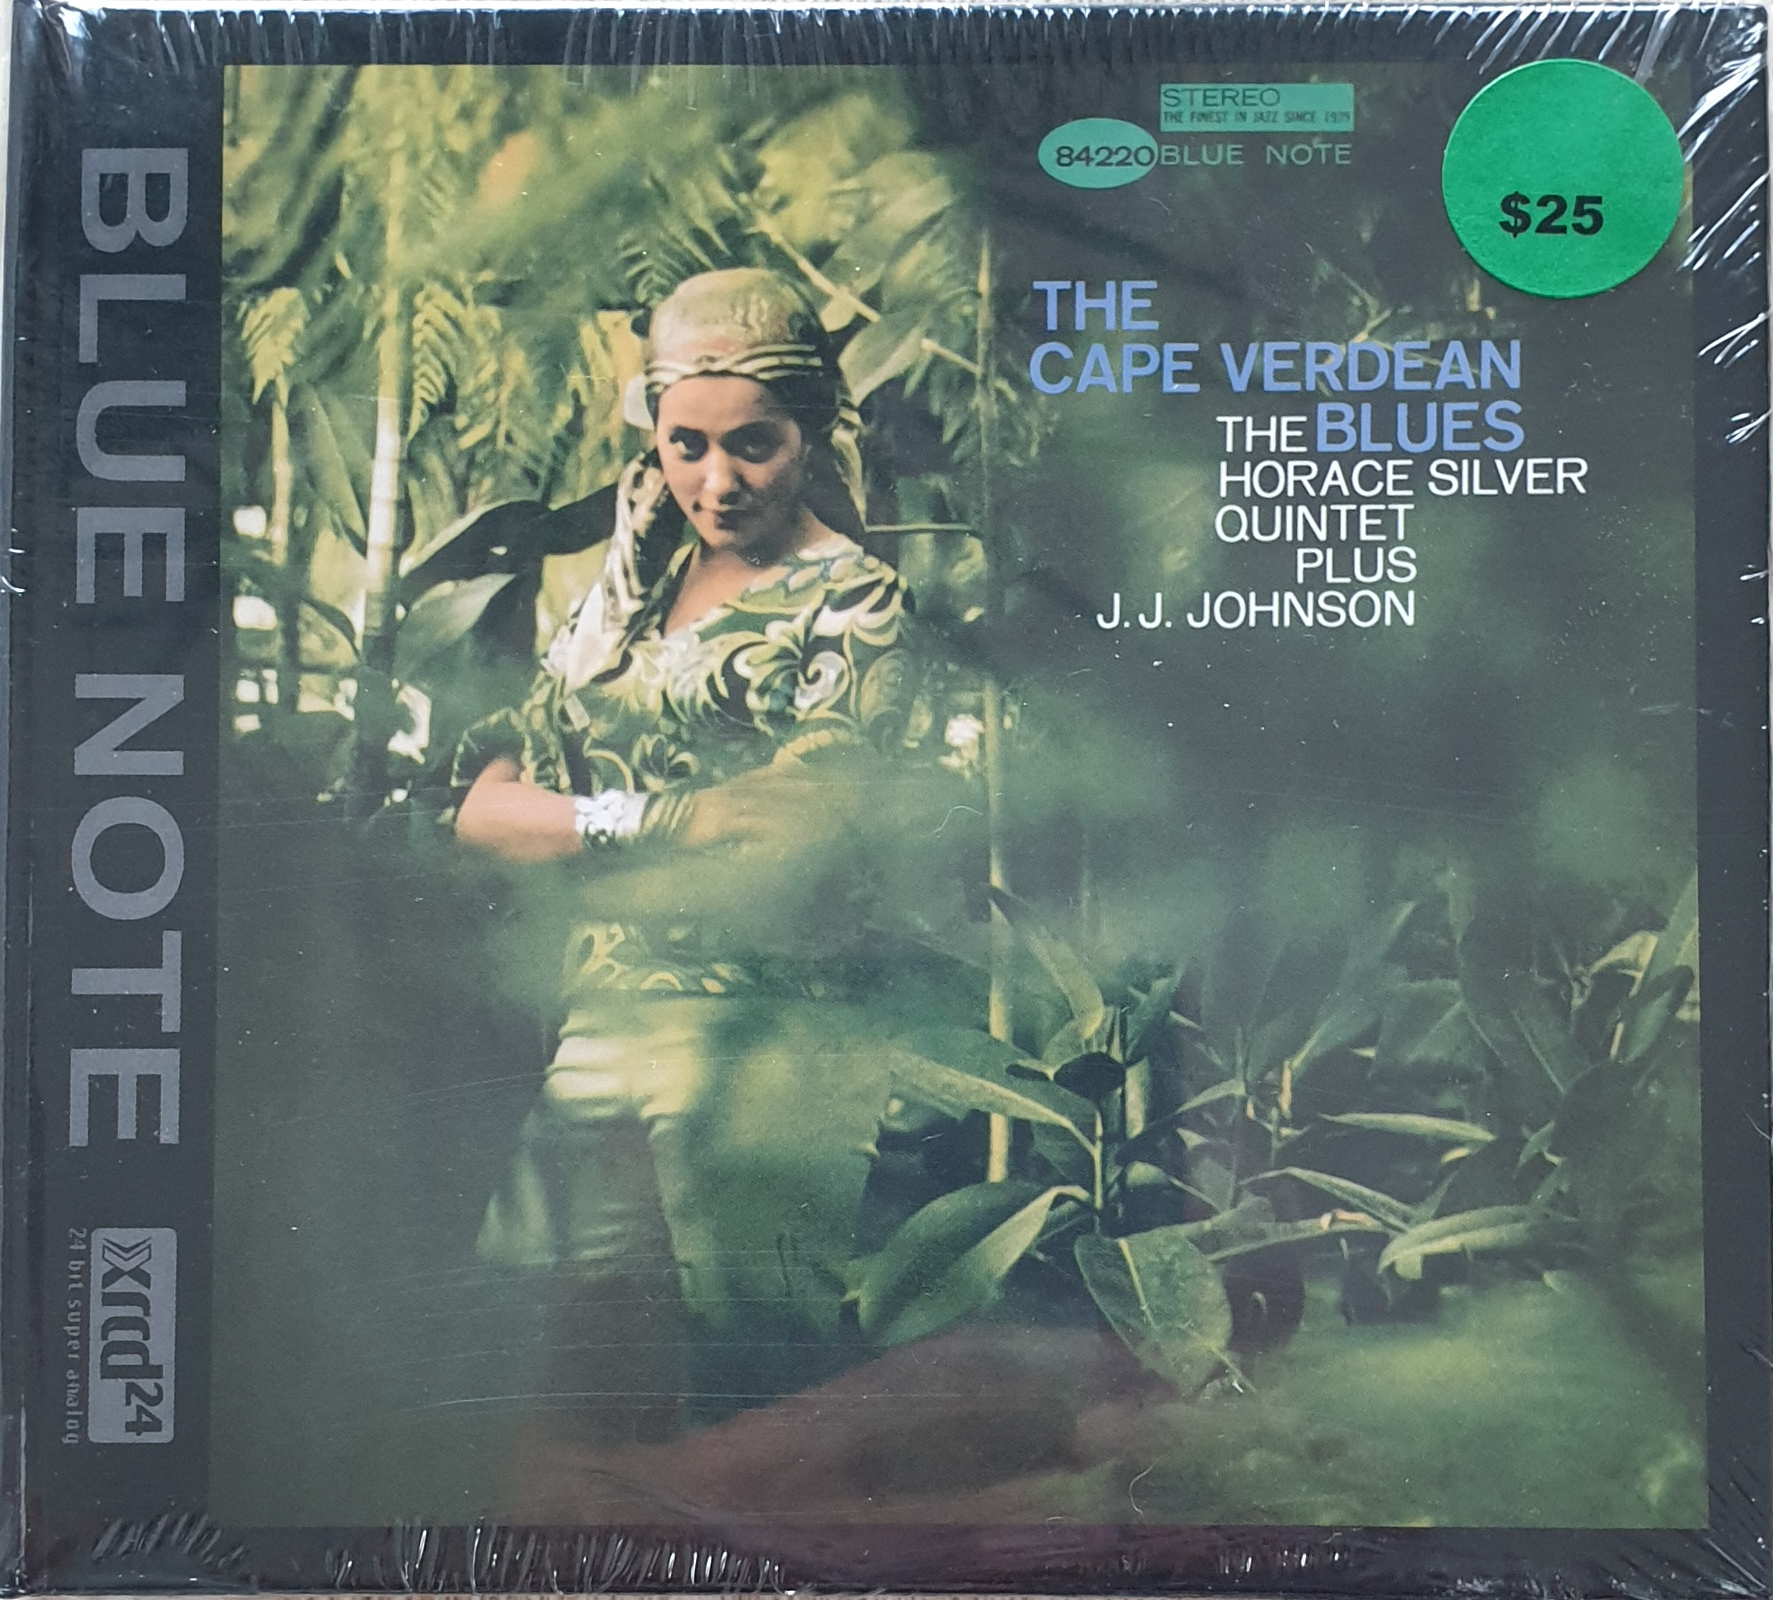 BLUE NOTE
xrcd24
24 bit super analog
STEREO
THE FINEST IN JAZZ SINCE 1939
84220 BLUE NOTE
$25
THE
CAPE VERDEAN
THE BLUES
HORACE SILVER
QUINTET
PLUS
J.J. JOHNSON